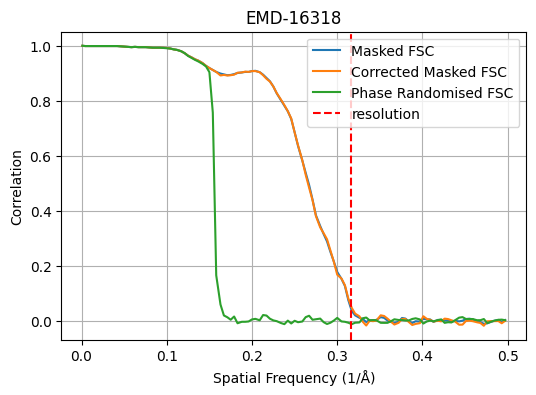 EMD-16318
Masked FSC
Corrected Masked FSC
Phase Randomised FSC
resolution
Correlation
1.0
0.8
0.6
0.4
0.2
0.0
0.0 0.1 0.2 0.3 0.4 0.5
Spatial Frequency (1/Å)